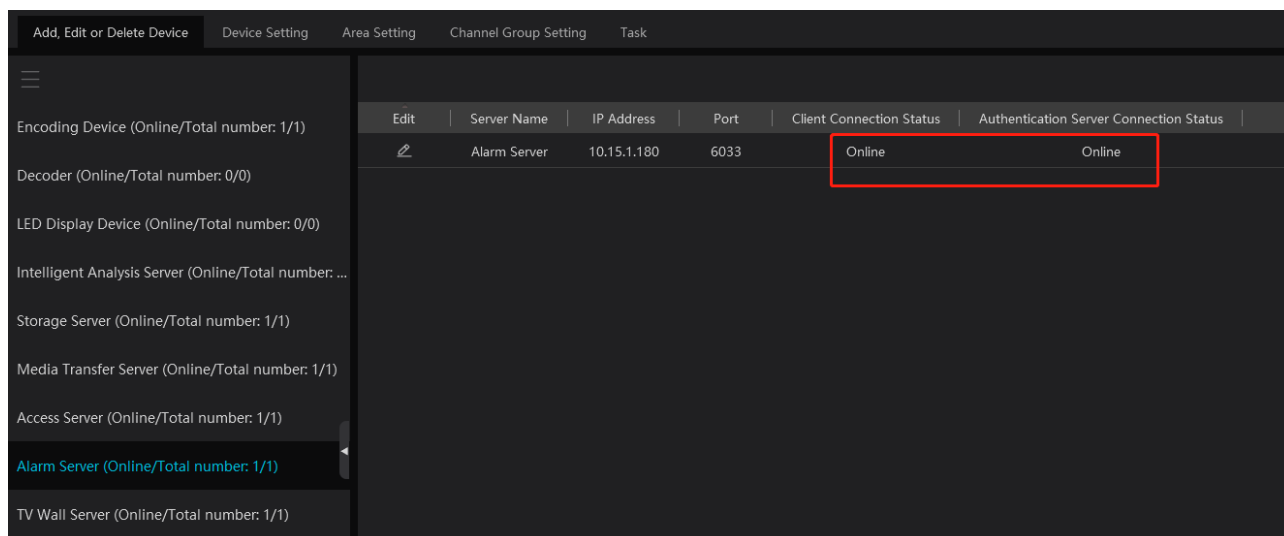 Add, Edit or Delete Device Device Setting Area Setting Channel Group Setting Task
Edit Server Name IP Address Port Client Connection Status Authentication Server Connection Status
Alarm Server 10.15.1.180 6033 Online Online
Encoding Device (Online/Total number: 1/1)
Decoder (Online/Total number: 0/0)
LED Display Device (Online/Total number: 0/0)
Intelligent Analysis Server (Online/Total number: ...
Storage Server (Online/Total number: 1/1)
Media Transfer Server (Online/Total number: 1/1)
Access Server (Online/Total number: 1/1)
Alarm Server (Online/Total number: 1/1)
TV Wall Server (Online/Total number: 1/1)